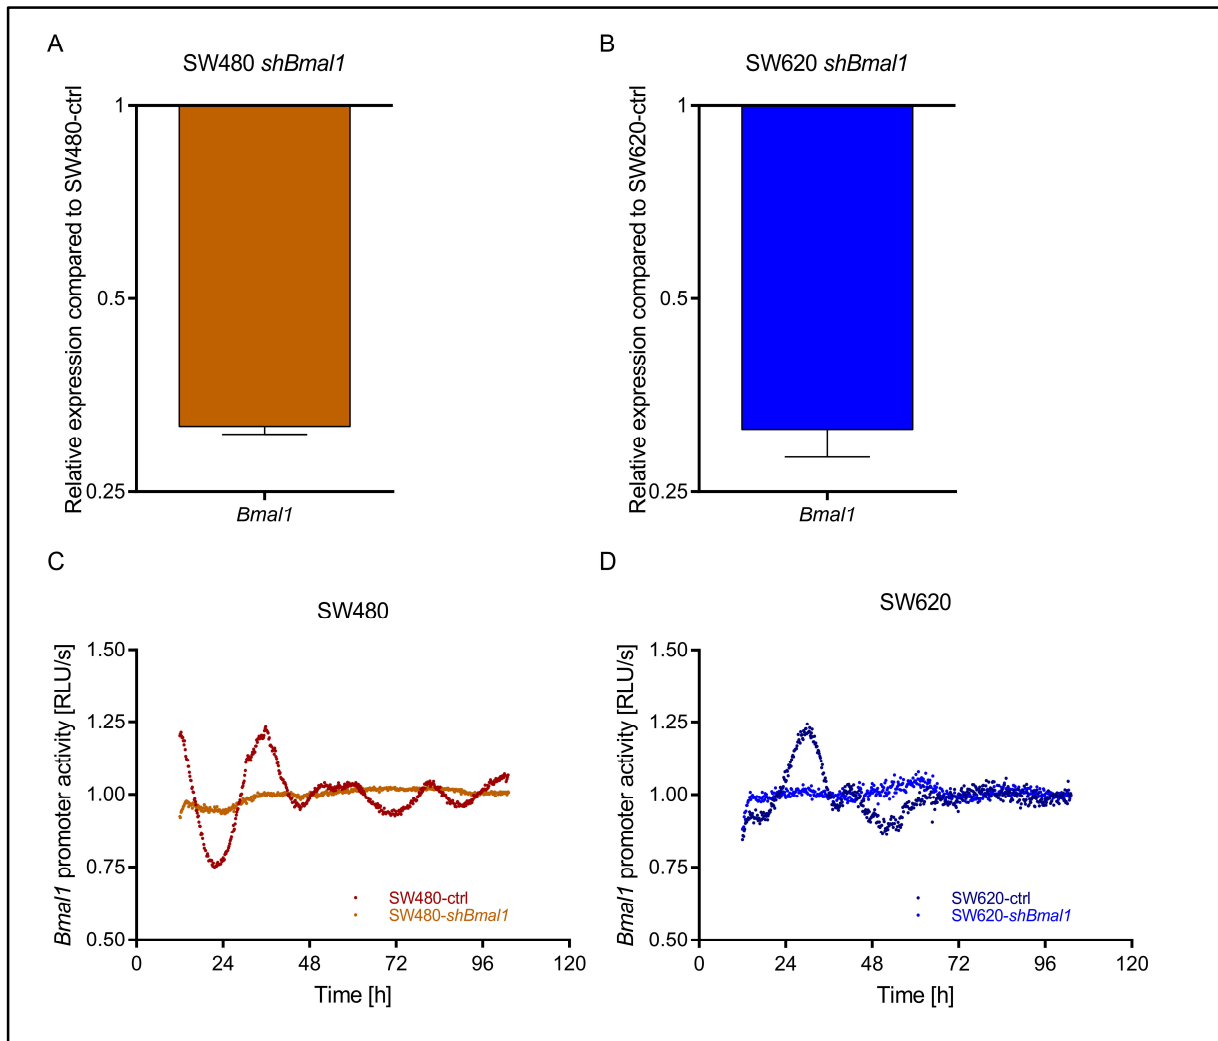 A
SW480 shBmal1
Relative expression compared to SW480-ctrl
1
0.5
0.25
Bmal1
B
SW620 shBmal1
Relative expression compared to SW620-ctrl
1
0.5
0.25
Bmal1
C
SW480
Bmal1 promoter activity [RLU/s]
1.50
1.25
1.00
0.75
0.50
SW480-ctrl
SW480-shBmal1
0 24 48 72 96 120
Time [h]
D
SW620
Bmal1 promoter activity [RLU/s]
1.50
1.25
1.00
0.75
0.50
SW620-ctrl
SW620-shBmal1
0 24 48 72 96 120
Time [h]